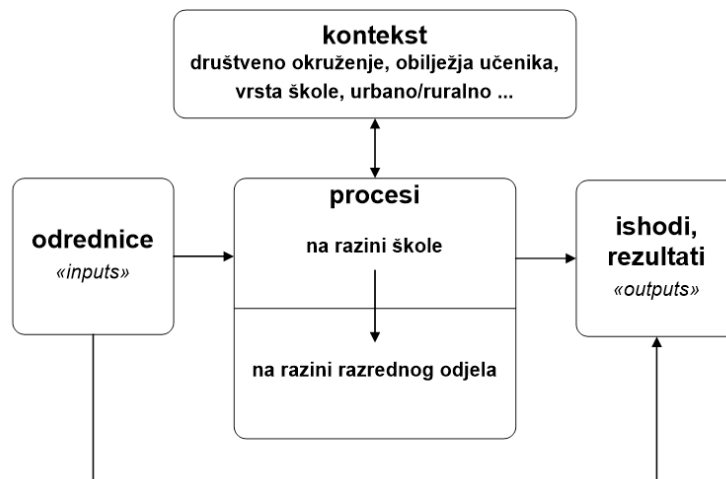 kontekst
društveno okruženje, obilježja učenika,
vrsta škole, urbano/ruralno ...
odrednice
«inputs»
procesi
na razini škole
na razini razrednog odjela
ishodi,
rezultati
«outputs»